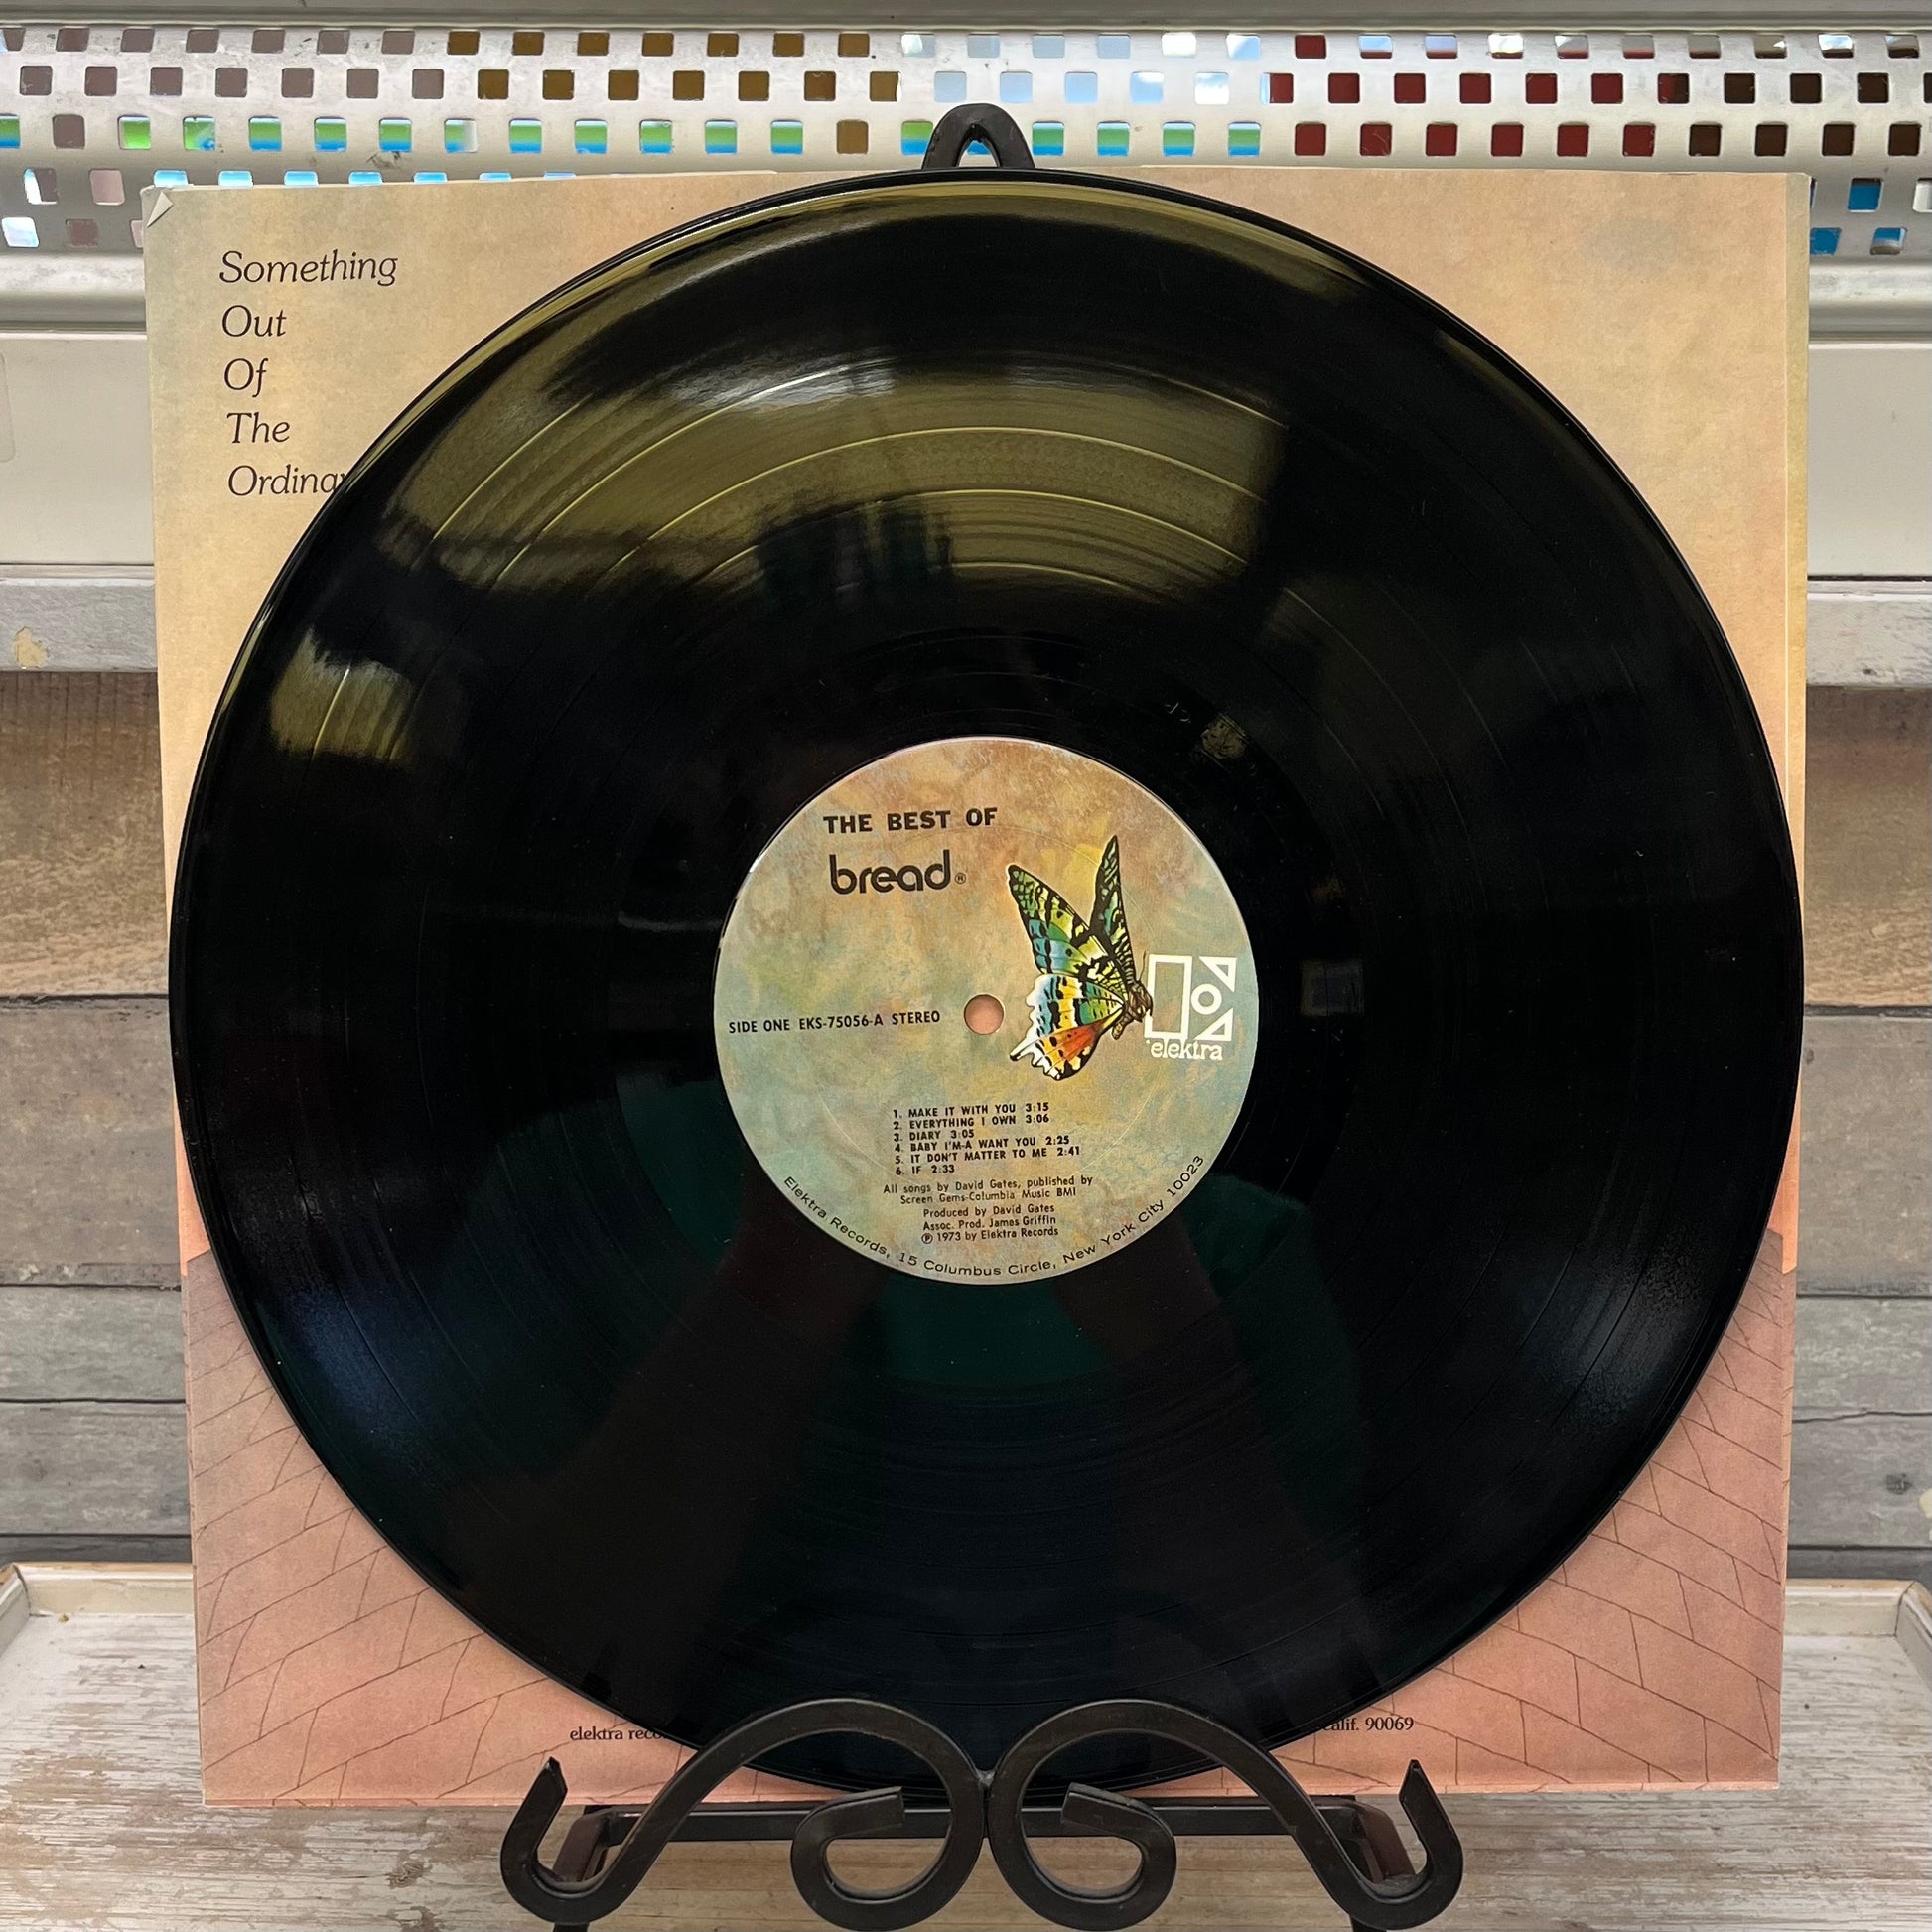 Something
Out
Of
The
THE BEST OF
bread®
SIDE ONE EKS-75056-A STEREO
elektra
1. MAKE IT WITH YOU 3:15
2. EVERYTHING I OWN 3:06
3. DIARY 3:05
4. BABY I'M-A WANT YOU 2:25
5. IT DON'T MATTER TO ME 2:41
6. IF 2:33
All songs by David Gates, published by
Screen Gems-Columbia Music BMI
Produced by David Gates
Assoc. Prod. James Griffin
℗ 1973 by Elektra Records
Elektra Records, 15 Columbus Circle, New York City 10023
elektra 90069